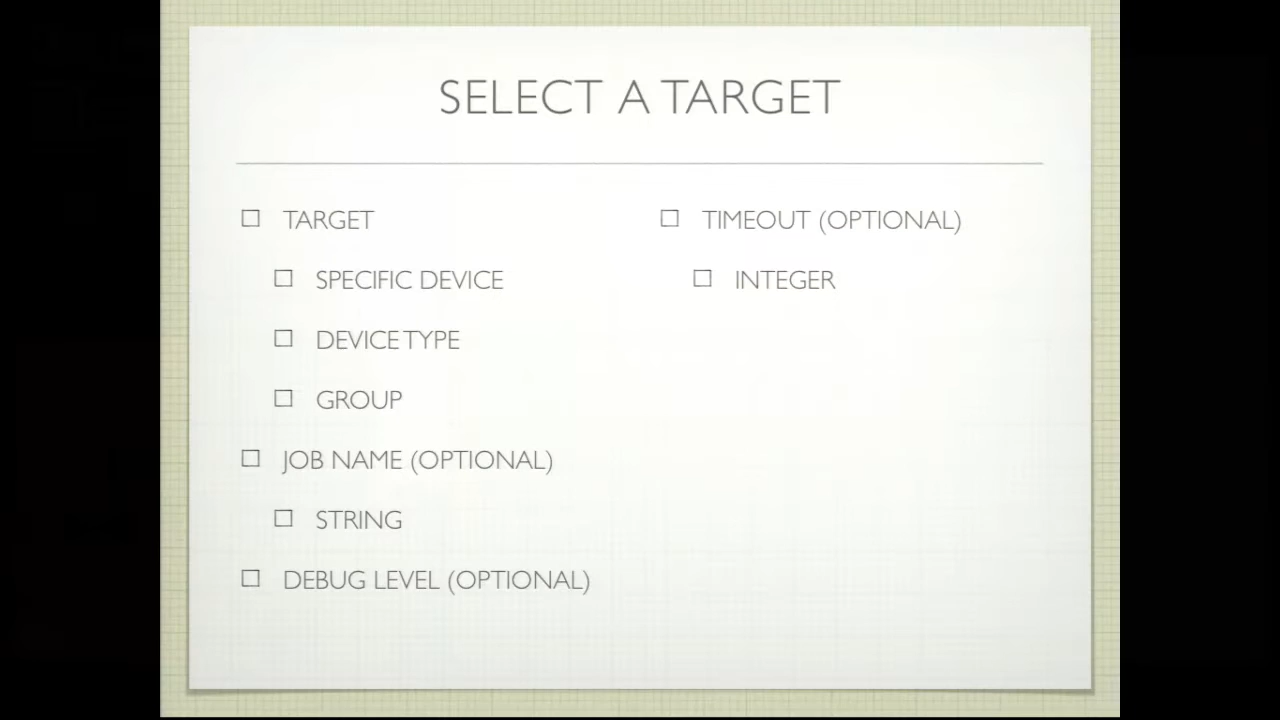 SELECT A TARGET
TARGET
SPECIFIC DEVICE
DEVICE TYPE
GROUP
JOB NAME (OPTIONAL)
STRING
DEBUG LEVEL (OPTIONAL)
TIMEOUT (OPTIONAL)
INTEGER